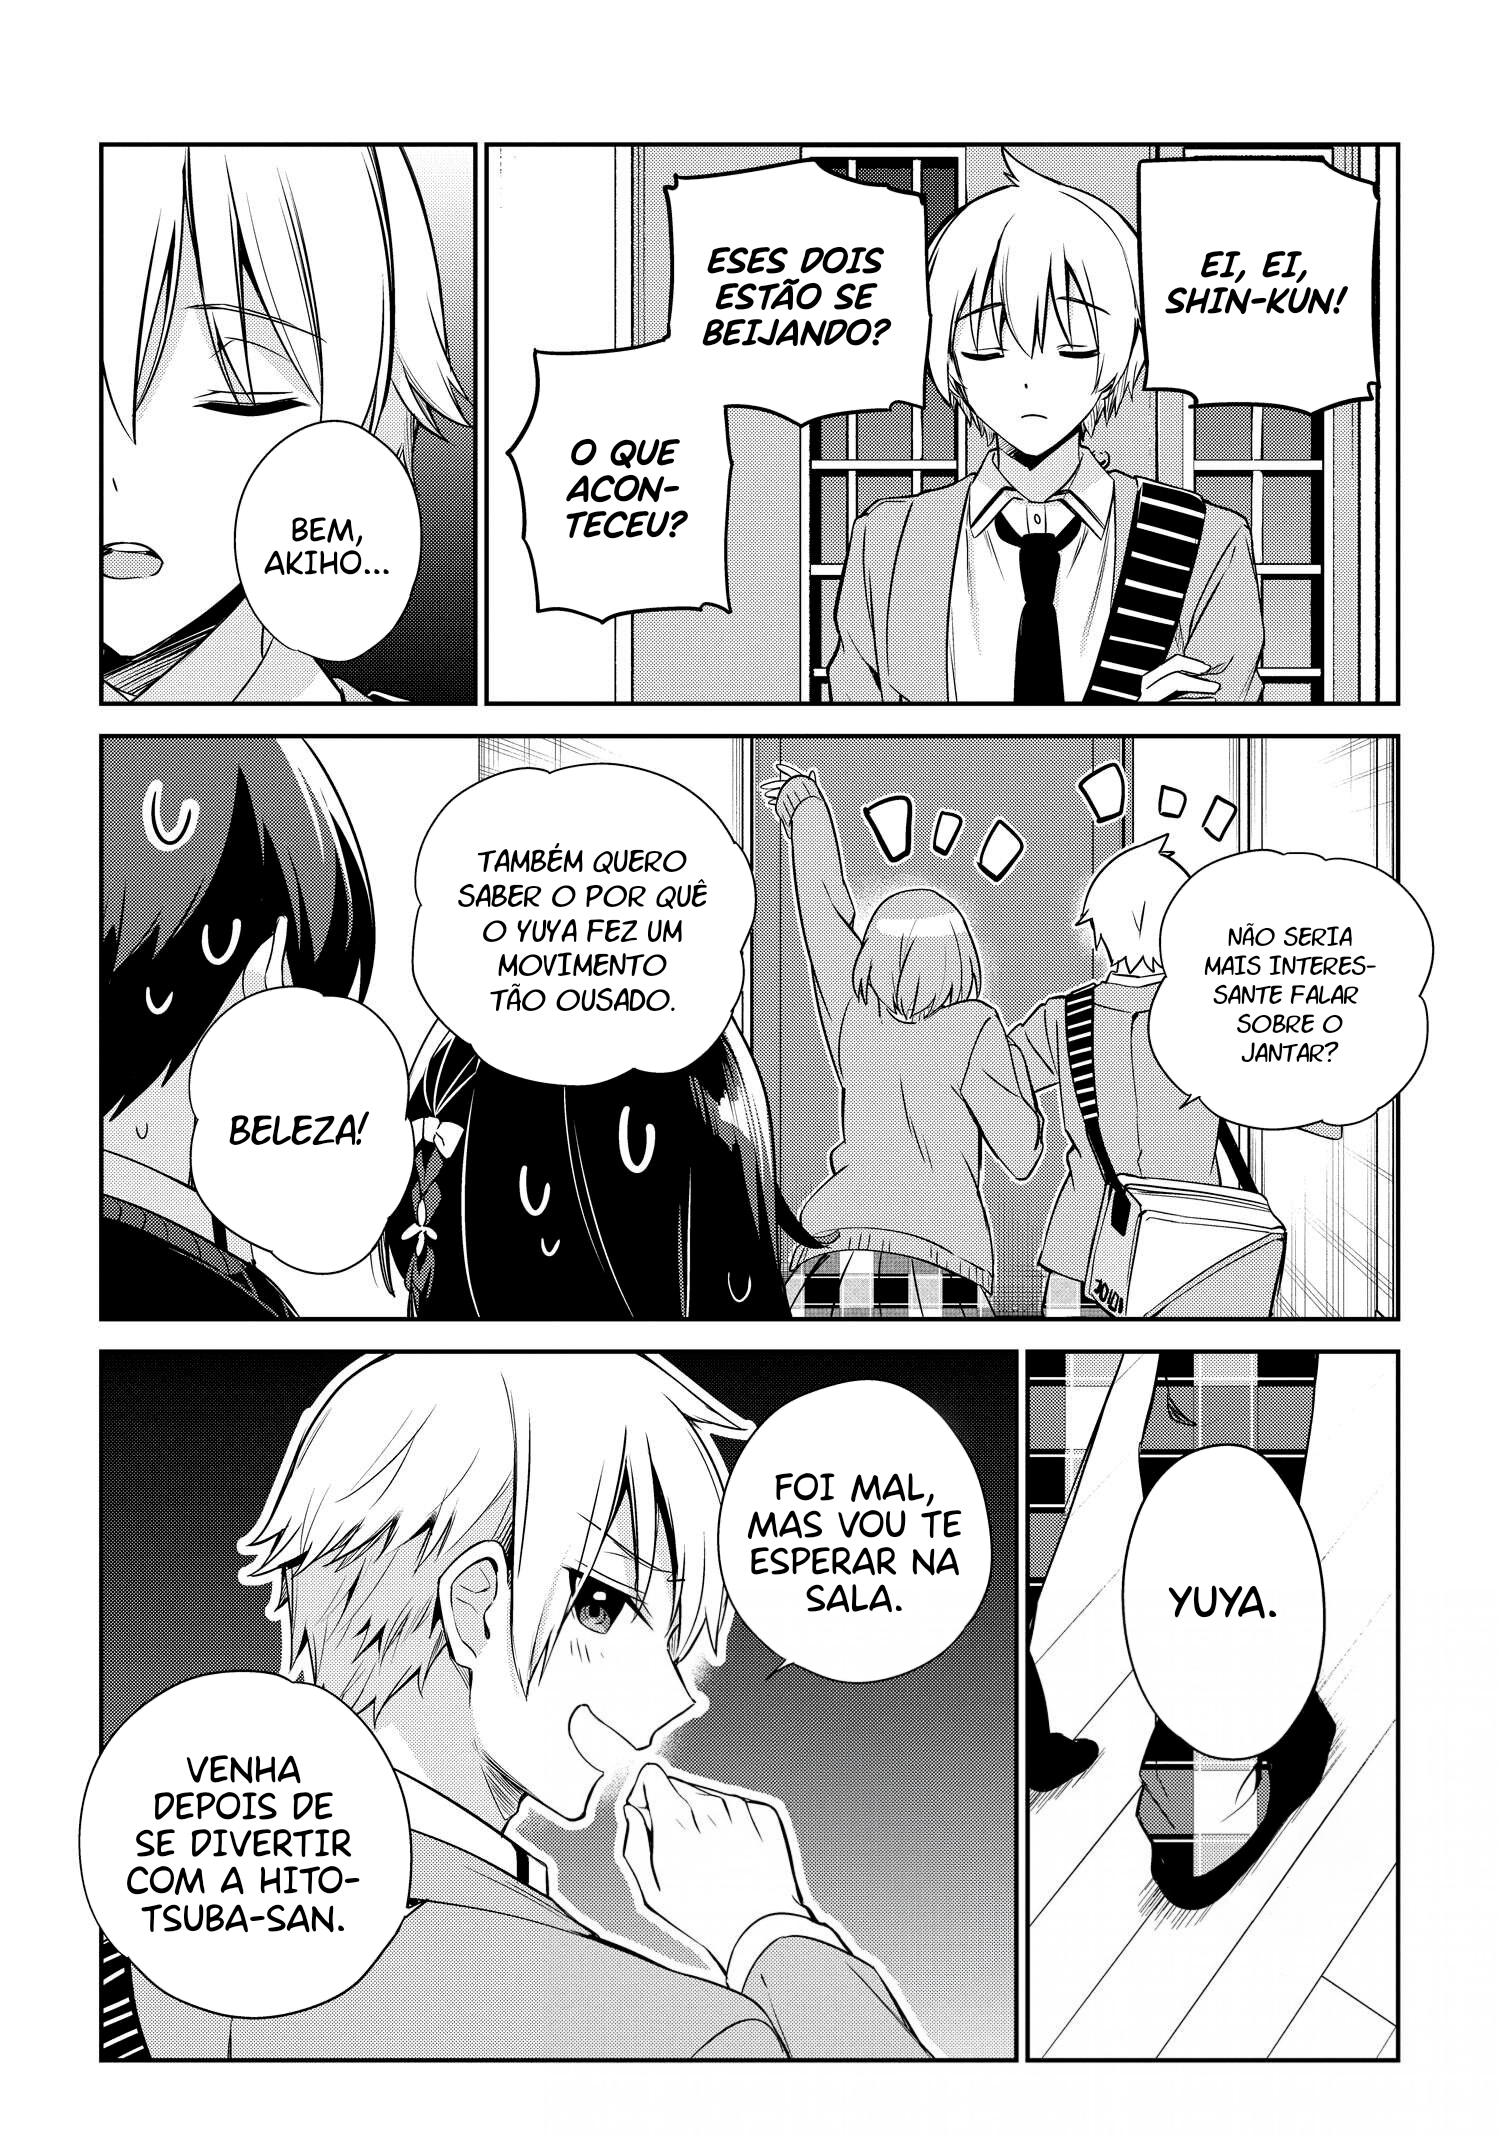 EI, EI,
SHIN-KUN!
ESES DOIS
ESTÃO SE
BEIJANDO?
O QUE
ACON-
TECEU?
BEM,
AKIHO...
NÃO SERIA
MAIS INTERES-
SANTE FALAR
SOBRE O
JANTAR?
TAMBÉM QUERO
SABER O POR QUÊ
O YUYA FEZ UM
MOVIMENTO
TÃO OUSADO.
BELEZA!
YUYA.
FOI MAL,
MAS VOU TE
ESPERAR NA
SALA.
VENHA
DEPOIS DE
SE DIVERTIR
COM A HITO-
TSUBA-SAN.